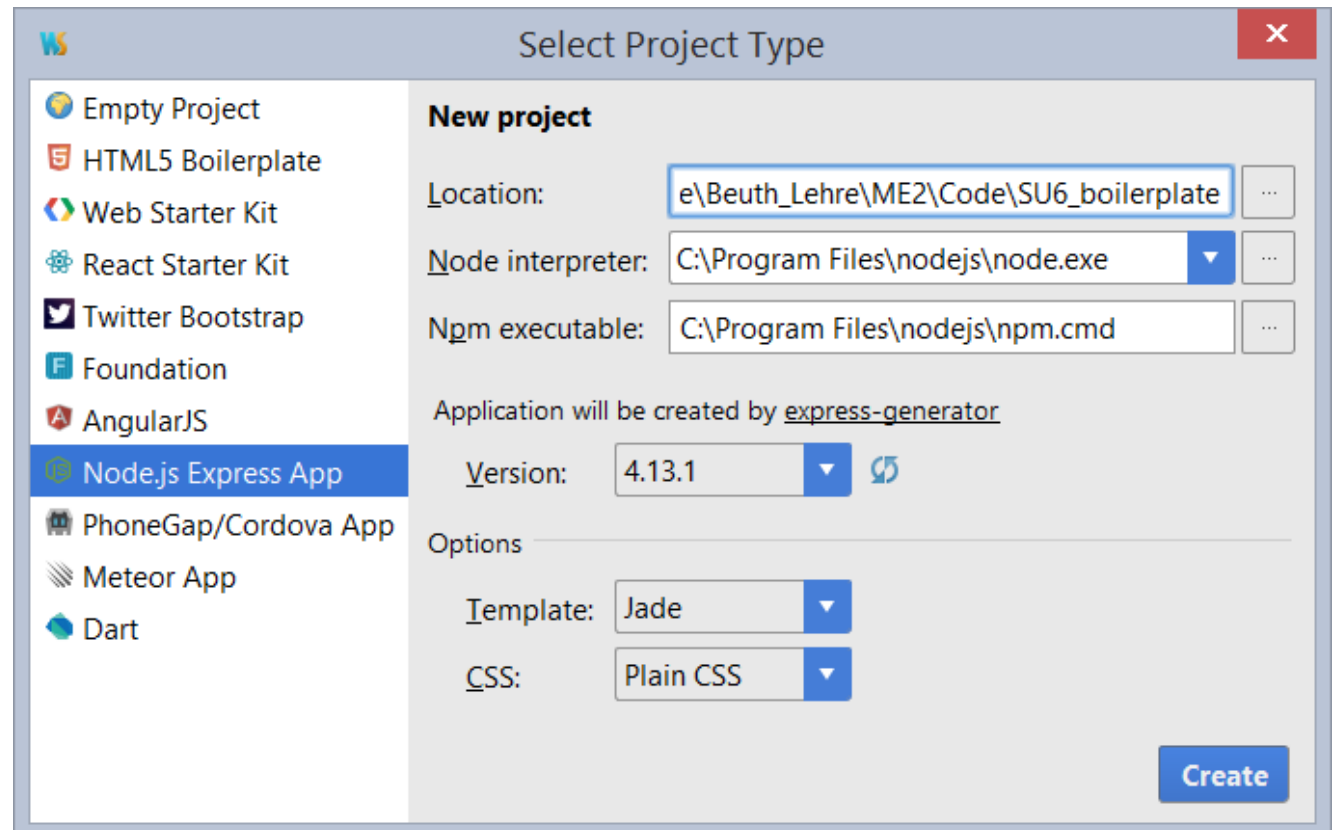 WS
Select Project Type
Empty Project
HTML5 Boilerplate
Web Starter Kit
React Starter Kit
Twitter Bootstrap
Foundation
AngularJS
Node.js Express App
PhoneGap/Cordova App
Meteor App
Dart
New project
Location: e\Beuth_Lehre\ME2\Code\SU6_boilerplate ...
Node interpreter: C:\Program Files\nodejs\node.exe ...
Npm executable: C:\Program Files\nodejs\npm.cmd ...
Application will be created by express-generator
Version: 4.13.1
Options
Template: Jade
CSS: Plain CSS
Create